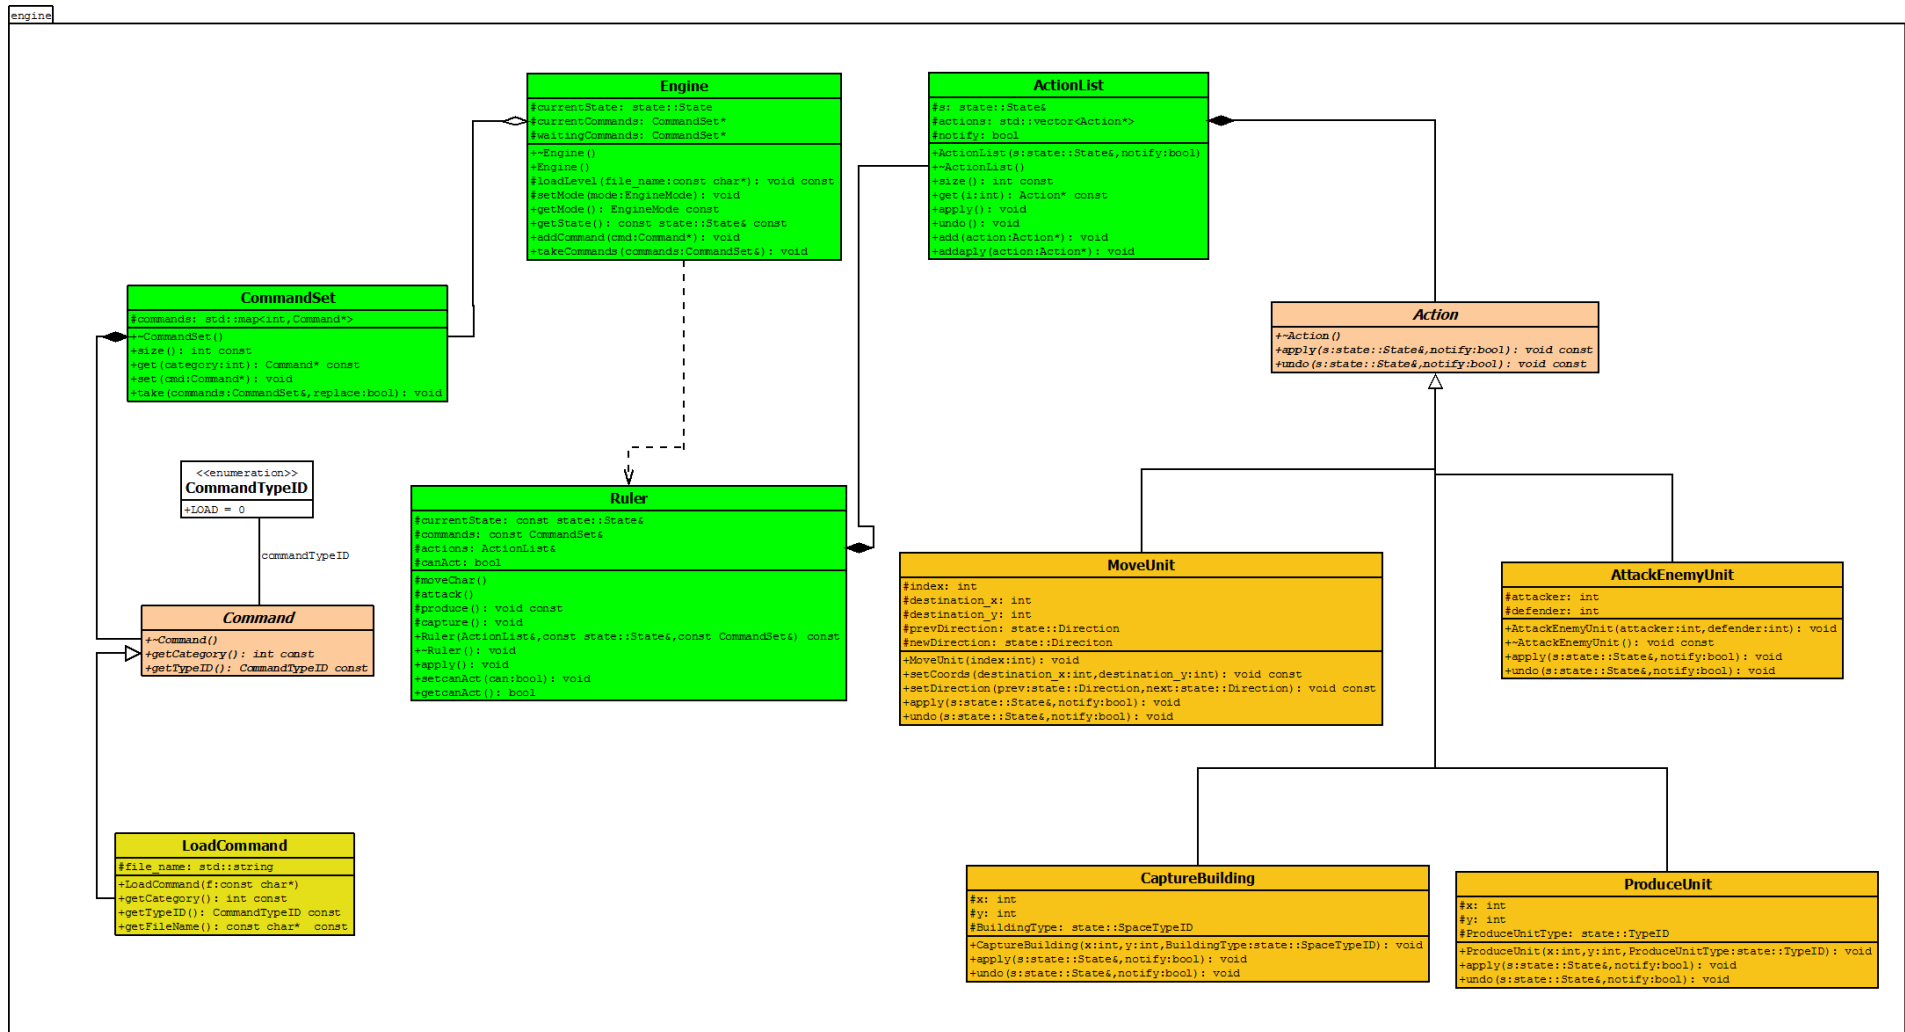 engine
Engine
#currentState: state::State
#currentCommands: CommandSet*
#waitingCommands: CommandSet*
+~Engine()
+Engine()
#loadLevel(file_name:const char*): void const
#setMode(mode:EngineMode): void
+getMode(): EngineMode const
+getState(): const state::State& const
+addCommand(cmd:Command*): void
+takeCommands(commands:CommandSet&): void
ActionList
#s: state::State&
#actions: std::vector<Action*>
#notify: bool
+ActionList(s:state::State&,notify:bool)
+~ActionList()
+size(): int const
+get(i:int): Action* const
+apply(): void
+undo(): void
+add(action:Action*): void
+addaply(action:Action*): void
CommandSet
#commands: std::map<int,Command*>
+~CommandSet()
+size(): int const
+get(category:int): Command* const
+set(cmd:Command*): void
+take(commands:CommandSet&,replace:bool): void
Action
+~Action()
+apply(s:state::State&,notify:bool): void const
+undo(s:state::State&,notify:bool): void const
<<enumeration>>
CommandTypeID
+LOAD = 0
commandTypeID
Command
+~Command()
+getCategory(): int const
+getTypeID(): CommandTypeID const
Ruler
#currentState: const state::State&
#commands: const CommandSet&
#actions: ActionList&
#canAct: bool
#moveChar()
#attack()
#produce(): void const
#capture(): void
+Ruler(ActionList&,const state::State&,const CommandSet&) const
+~Ruler(): void
+apply(): void
+setcanAct(can:bool): void
+getcanAct(): bool
MoveUnit
#index: int
#destination_x: int
#destination_y: int
#prevDirection: state::Direction
#newDirection: state::Direciton
+MoveUnit(index:int): void
+setCoords(destination_x:int,destination_y:int): void const
+setDirection(prev:state::Direction,next:state::Direction): void const
+apply(s:state::State&,notify:bool): void
+undo(s:state::State&,notify:bool): void
AttackEnemyUnit
#attacker: int
#defender: int
+AttackEnemyUnit(attacker:int,defender:int): void
+~AttackEnemyUnit(): void const
+apply(s:state::State&,notify:bool): void
+undo(s:state::State&,notify:bool): void
LoadCommand
#file_name: std::string
+LoadCommand(f:const char*)
+getCategory(): int const
+getTypeID(): CommandTypeID const
+getFileName(): const char*  const
CaptureBuilding
#x: int
#y: int
#BuildingType: state::SpaceTypeID
+CaptureBuilding(x:int,y:int,BuildingType:state::SpaceTypeID): void
+apply(s:state::State&,notify:bool): void
+undo(s:state::State&,notify:bool): void
ProduceUnit
#x: int
#y: int
#ProduceUnitType: state::TypeID
+ProduceUnit(x:int,y:int,ProduceUnitType:state::TypeID): void
+apply(s:state::State&,notify:bool): void
+undo(s:state::State&,notify:bool): void